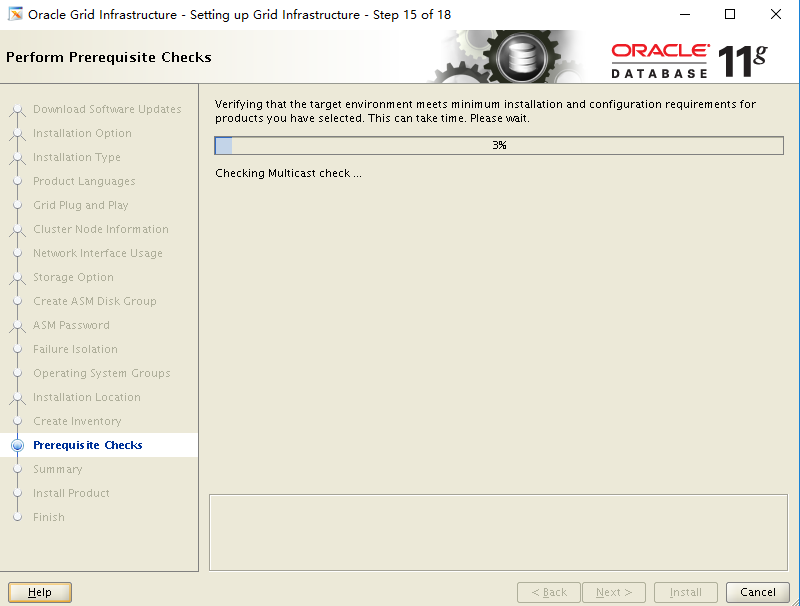 Oracle Grid Infrastructure - Setting up Grid Infrastructure - Step 15 of 18
Perform Prerequisite Checks
ORACLE
DATABASE
11g
Download Software Updates
Installation Option
Installation Type
Product Languages
Grid Plug and Play
Cluster Node Information
Network Interface Usage
Storage Option
Create ASM Disk Group
ASM Password
Failure Isolation
Operating System Groups
Installation Location
Create Inventory
Prerequisite Checks
Summary
Install Product
Finish
Verifying that the target environment meets minimum installation and configuration requirements for
products you have selected. This can take time. Please wait.
3%
Checking Multicast check ...
Help
< Back
Next >
Install
Cancel